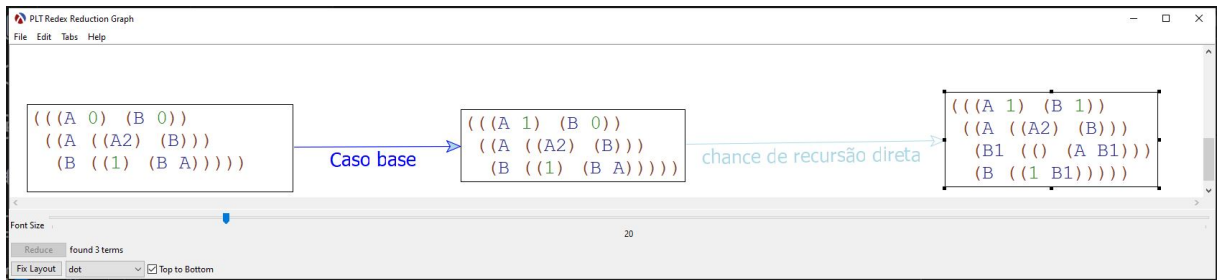 PLT Redex Reduction Graph
File Edit Tabs Help
(((A 0) (B 0))
((A ((A2) (B)))
(B ((1) (B A)))))
Caso base
(((A 1) (B 0))
((A ((A2) (B)))
(B ((1) (B A)))))
chance de recursão direta
(((A 1) (B 1))
((A ((A2) (B)))
(B1 (() (A B1)))
(B ((1 B1)))))
Font Size
20
Reduce found 3 terms
Fix Layout dot Top to Bottom